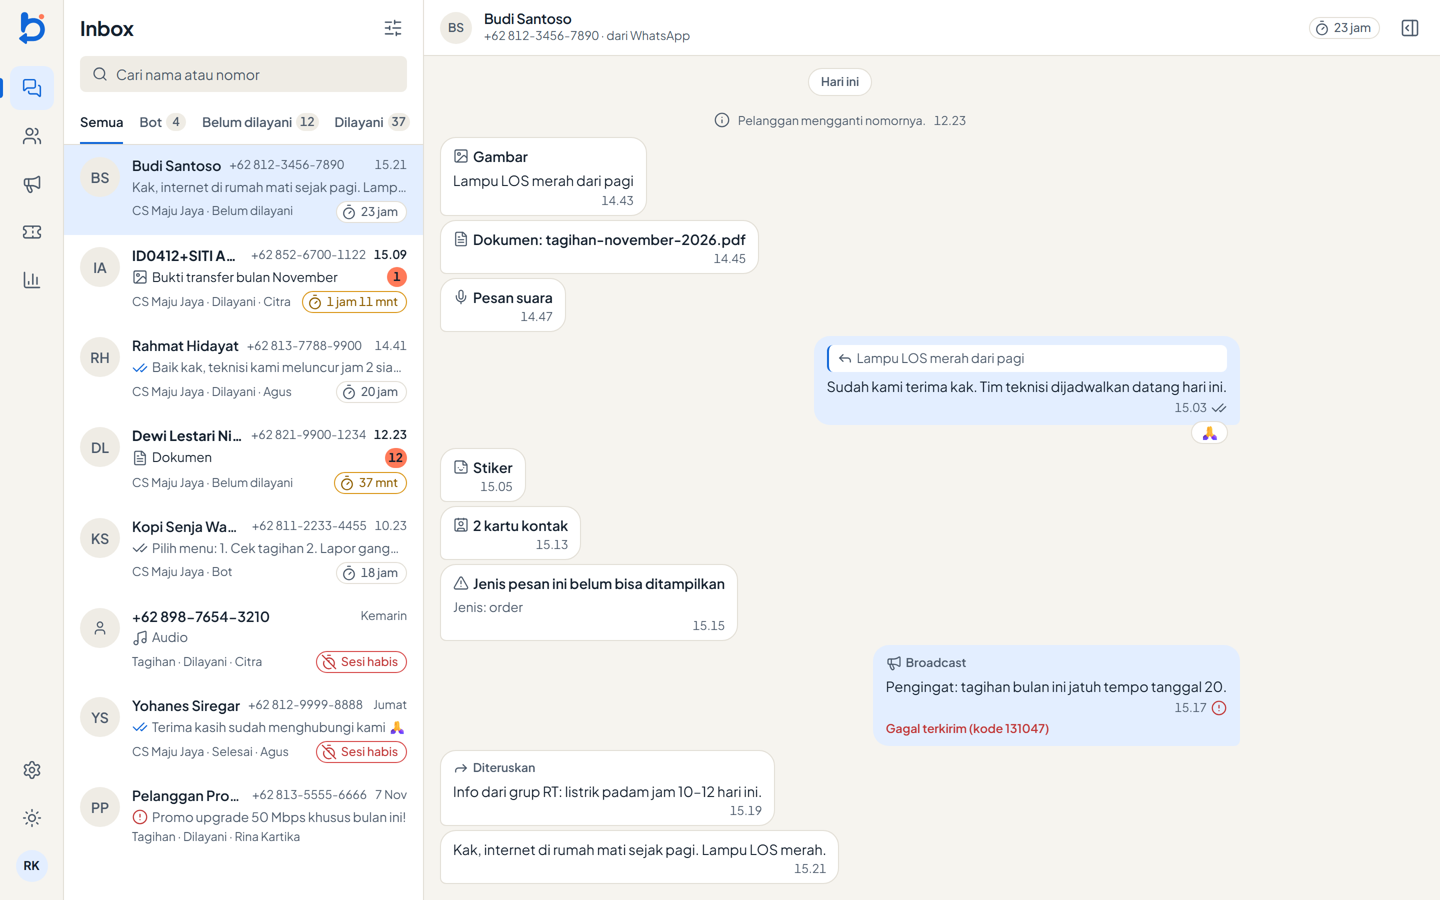 Inbox
Cari nama atau nomor
Semua Bot 4 Belum dilayani 12 Dilayani 37
BS Budi Santoso +62 812-3456-7890 15.21
Kak, internet di rumah mati sejak pagi. Lamp...
CS Maju Jaya · Belum dilayani 23 jam
IA ID0412+SITI A... +62 852-6700-1122 15.09
Bukti transfer bulan November 1
CS Maju Jaya · Dilayani · Citra 1 jam 11 mnt
RH Rahmat Hidayat +62 813-7788-9900 14.41
Baik kak, teknisi kami meluncur jam 2 sia...
CS Maju Jaya · Dilayani · Agus 20 jam
DL Dewi Lestari Ni... +62 821-9900-1234 12.23
Dokumen 12
CS Maju Jaya · Belum dilayani 37 mnt
KS Kopi Senja Wa... +62 811-2233-4455 10.23
Pilih menu: 1. Cek tagihan 2. Lapor gang...
CS Maju Jaya · Bot 18 jam
+62 898-7654-3210 Kemarin
Audio
Tagihan · Dilayani · Citra Sesi habis
YS Yohanes Siregar +62 812-9999-8888 Jumat
Terima kasih sudah menghubungi kami 🙏
CS Maju Jaya · Selesai · Agus Sesi habis
PP Pelanggan Pro... +62 813-5555-6666 7 Nov
Promo upgrade 50 Mbps khusus bulan ini!
Tagihan · Dilayani · Rina Kartika
RK
BS Budi Santoso
+62 812-3456-7890 · dari WhatsApp
23 jam
Hari ini
Pelanggan mengganti nomornya. 12.23
Gambar
Lampu LOS merah dari pagi
14.43
Dokumen: tagihan-november-2026.pdf
14.45
Pesan suara
14.47
Lampu LOS merah dari pagi
Sudah kami terima kak. Tim teknisi dijadwalkan datang hari ini.
15.03
🙏
Stiker
15.05
2 kartu kontak
15.13
Jenis pesan ini belum bisa ditampilkan
Jenis: order
15.15
Broadcast
Pengingat: tagihan bulan ini jatuh tempo tanggal 20.
15.17
Gagal terkirim (kode 131047)
Diteruskan
Info dari grup RT: listrik padam jam 10–12 hari ini.
15.19
Kak, internet di rumah mati sejak pagi. Lampu LOS merah.
15.21